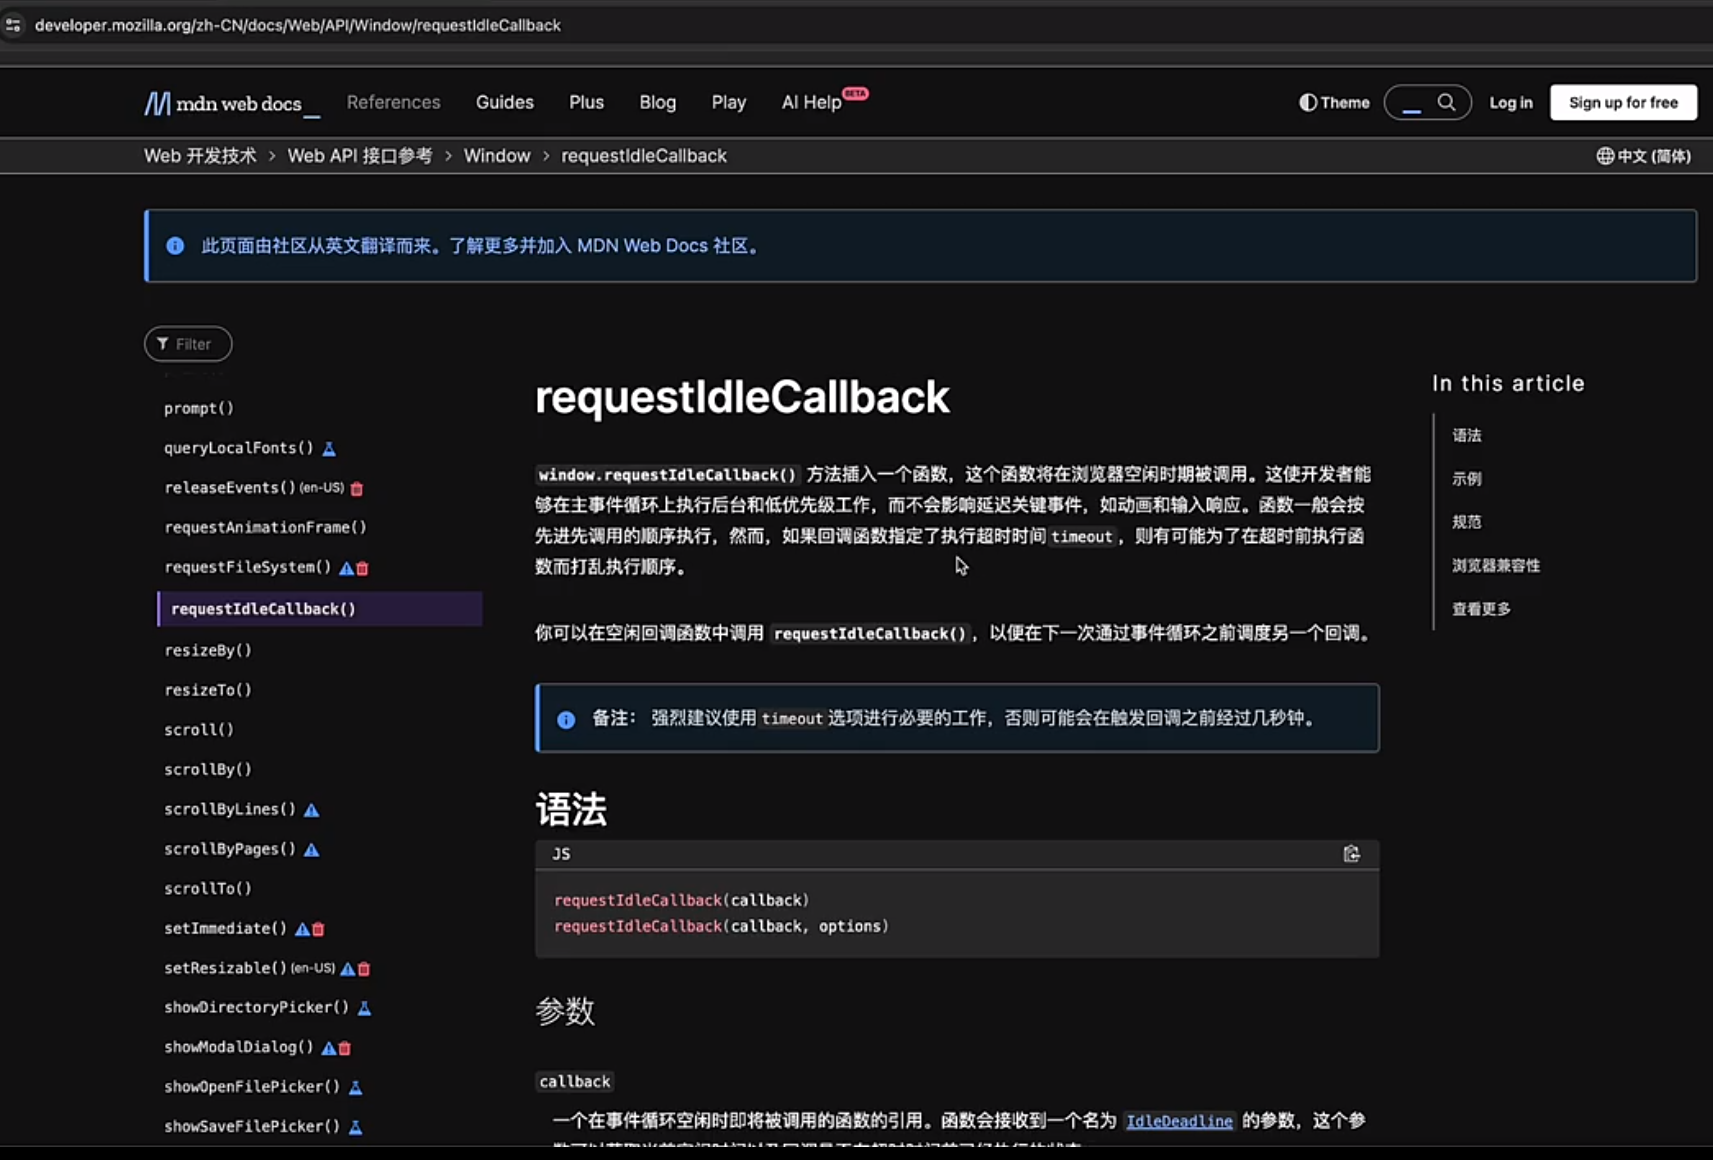 developer.mozilla.org/zh-CN/docs/Web/API/Window/requestIdleCallback
mdn web docs_ References Guides Plus Blog Play AI Help BETA Theme Log in Sign up for free
Web 开发技术 > Web API 接口参考 > Window > requestIdleCallback 中文 (简体)
此页面由社区从英文翻译而来。了解更多并加入 MDN Web Docs 社区。
Filter
prompt()
queryLocalFonts()
releaseEvents() (en-US)
requestAnimationFrame()
requestFileSystem()
requestIdleCallback()
resizeBy()
resizeTo()
scroll()
scrollBy()
scrollByLines()
scrollByPages()
scrollTo()
setImmediate()
setResizable() (en-US)
showDirectoryPicker()
showModalDialog()
showOpenFilePicker()
showSaveFilePicker()
requestIdleCallback
window.requestIdleCallback() 方法插入一个函数，这个函数将在浏览器空闲时期被调用。这使开发者能
够在主事件循环上执行后台和低优先级工作，而不会影响延迟关键事件，如动画和输入响应。函数一般会按
先进先调用的顺序执行，然而，如果回调函数指定了执行超时时间 timeout，则有可能为了在超时前执行函
数而打乱执行顺序。
你可以在空闲回调函数中调用 requestIdleCallback()，以便在下一次通过事件循环之前调度另一个回调。
备注： 强烈建议使用 timeout 选项进行必要的工作，否则可能会在触发回调之前经过几秒钟。
语法
JS
requestIdleCallback(callback)
requestIdleCallback(callback, options)
参数
callback
一个在事件循环空闲时即将被调用的函数的引用。函数会接收到一个名为 IdleDeadline 的参数，这个参
In this article
语法
示例
规范
浏览器兼容性
查看更多